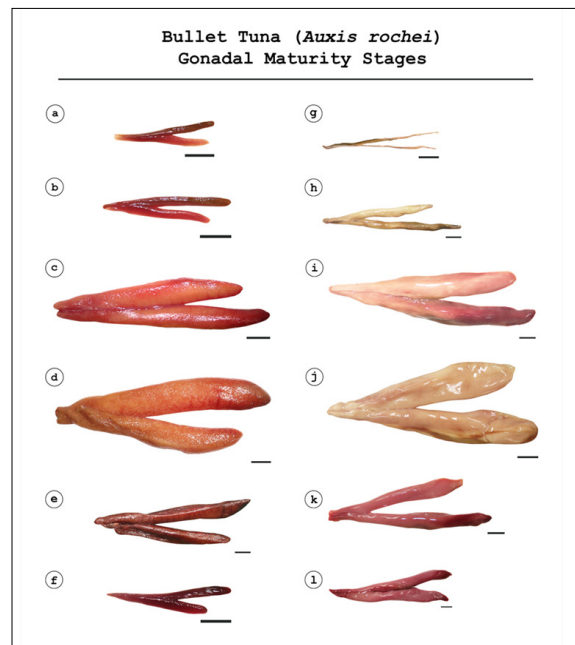 Bullet Tuna (Auxis rochei)
Gonadal Maturity Stages
a
g
b
h
c
i
d
j
e
k
f
l